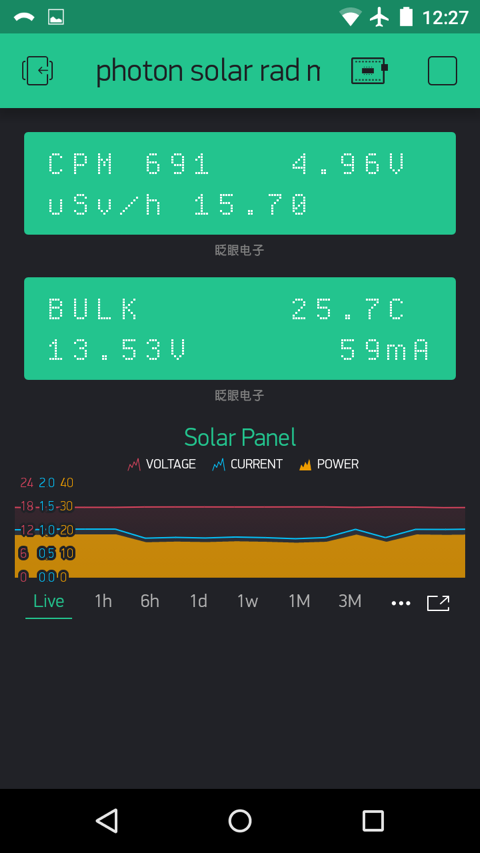 12:27
photon solar rad n
CPM 691 4.96V
uSv/h 15.70
眨眼电子
BULK 25.7C
13.53V 59mA
眨眼电子
Solar Panel
VOLTAGE CURRENT POWER
24 2.0 40
18 1.5 30
12 1.0 20
6 0.5 10
0 0.0 0
Live 1h 6h 1d 1w 1M 3M